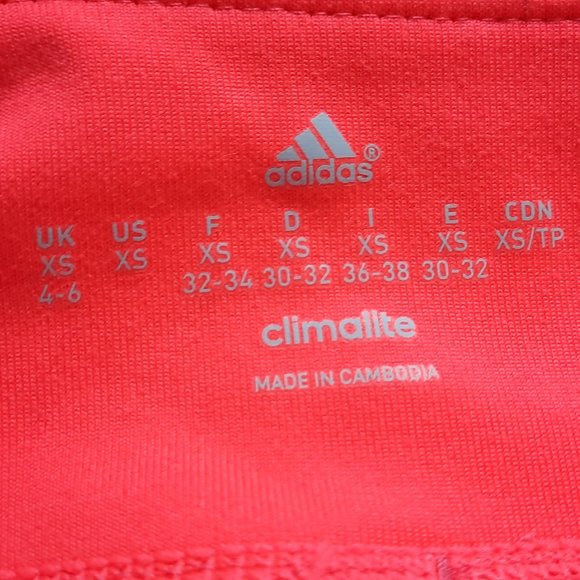 adidas®
UK US F D I E CDN
XS XS XS XS XS XS XS/TP
4-6 32-34 30-32 36-38 30-32
climalite
MADE IN CAMBODIA